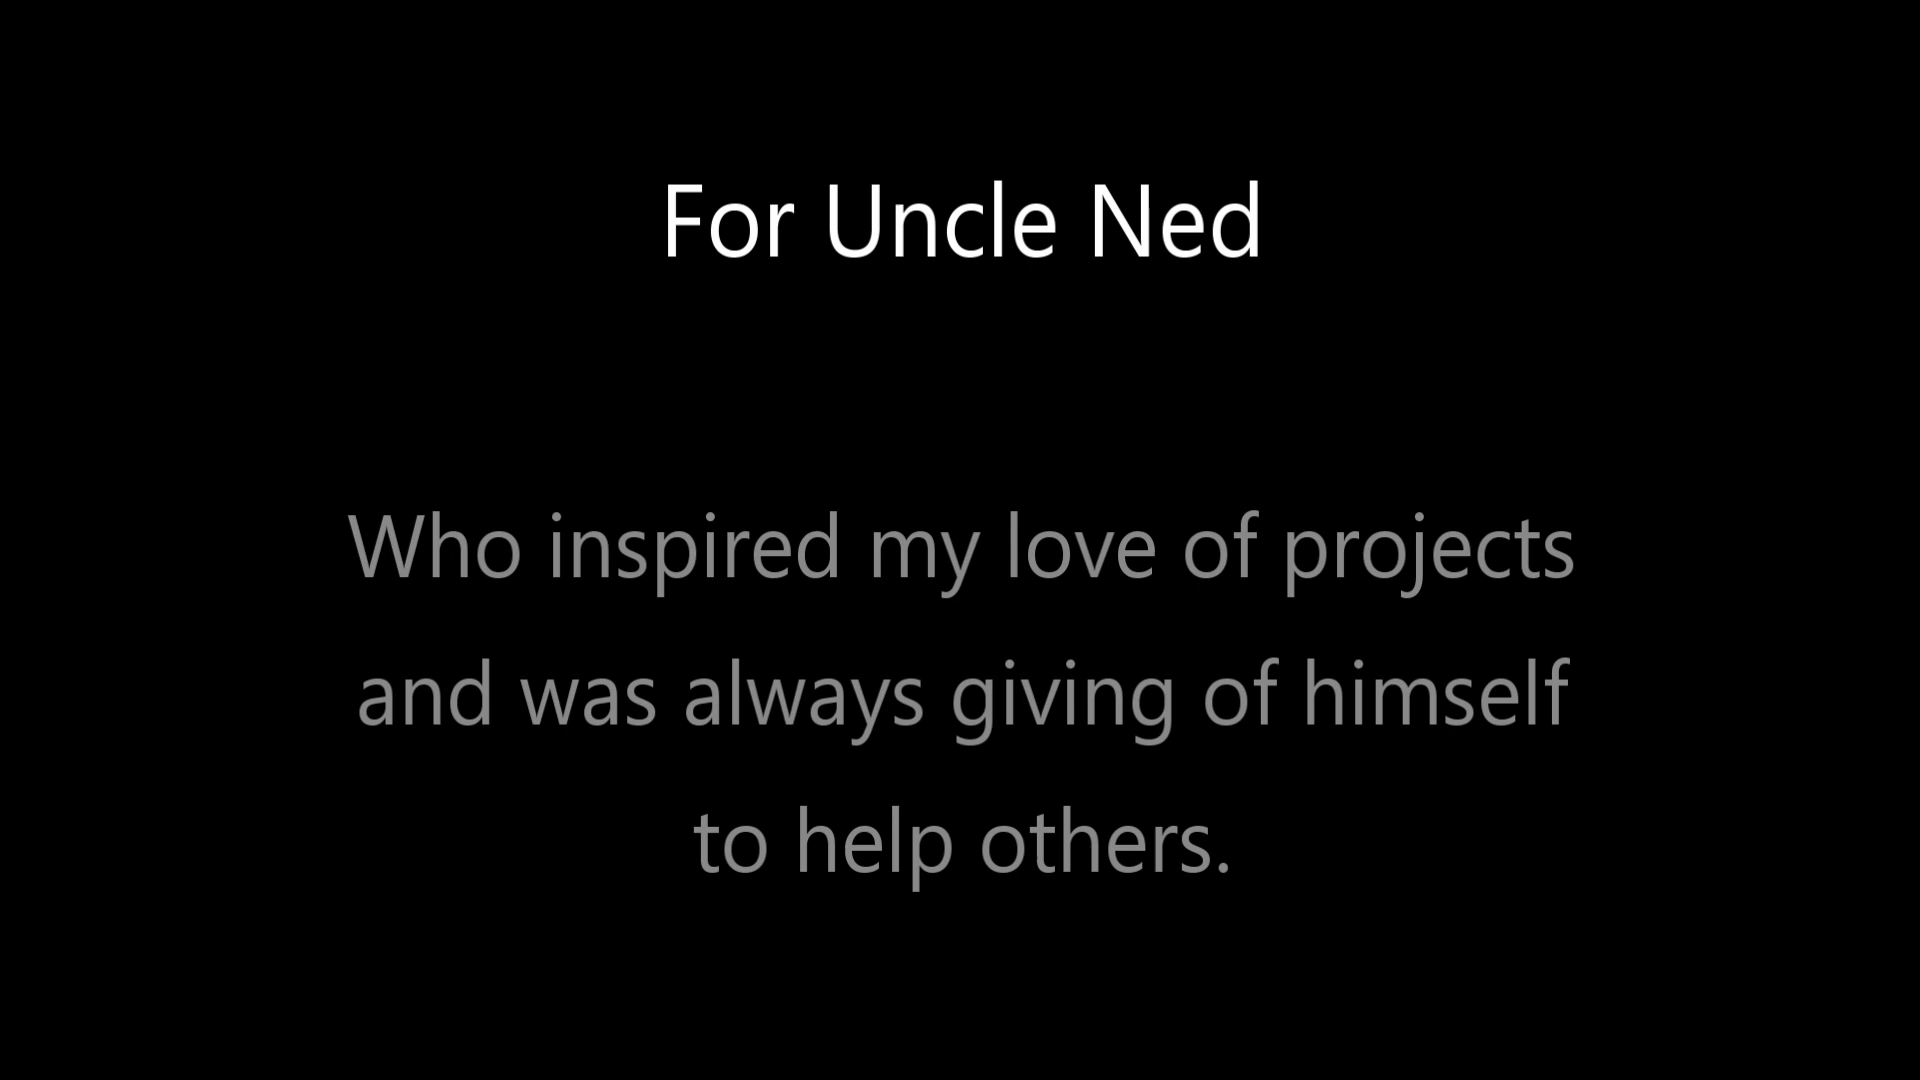 For Uncle Ned
Who inspired my love of projects
and was always giving of himself
to help others.